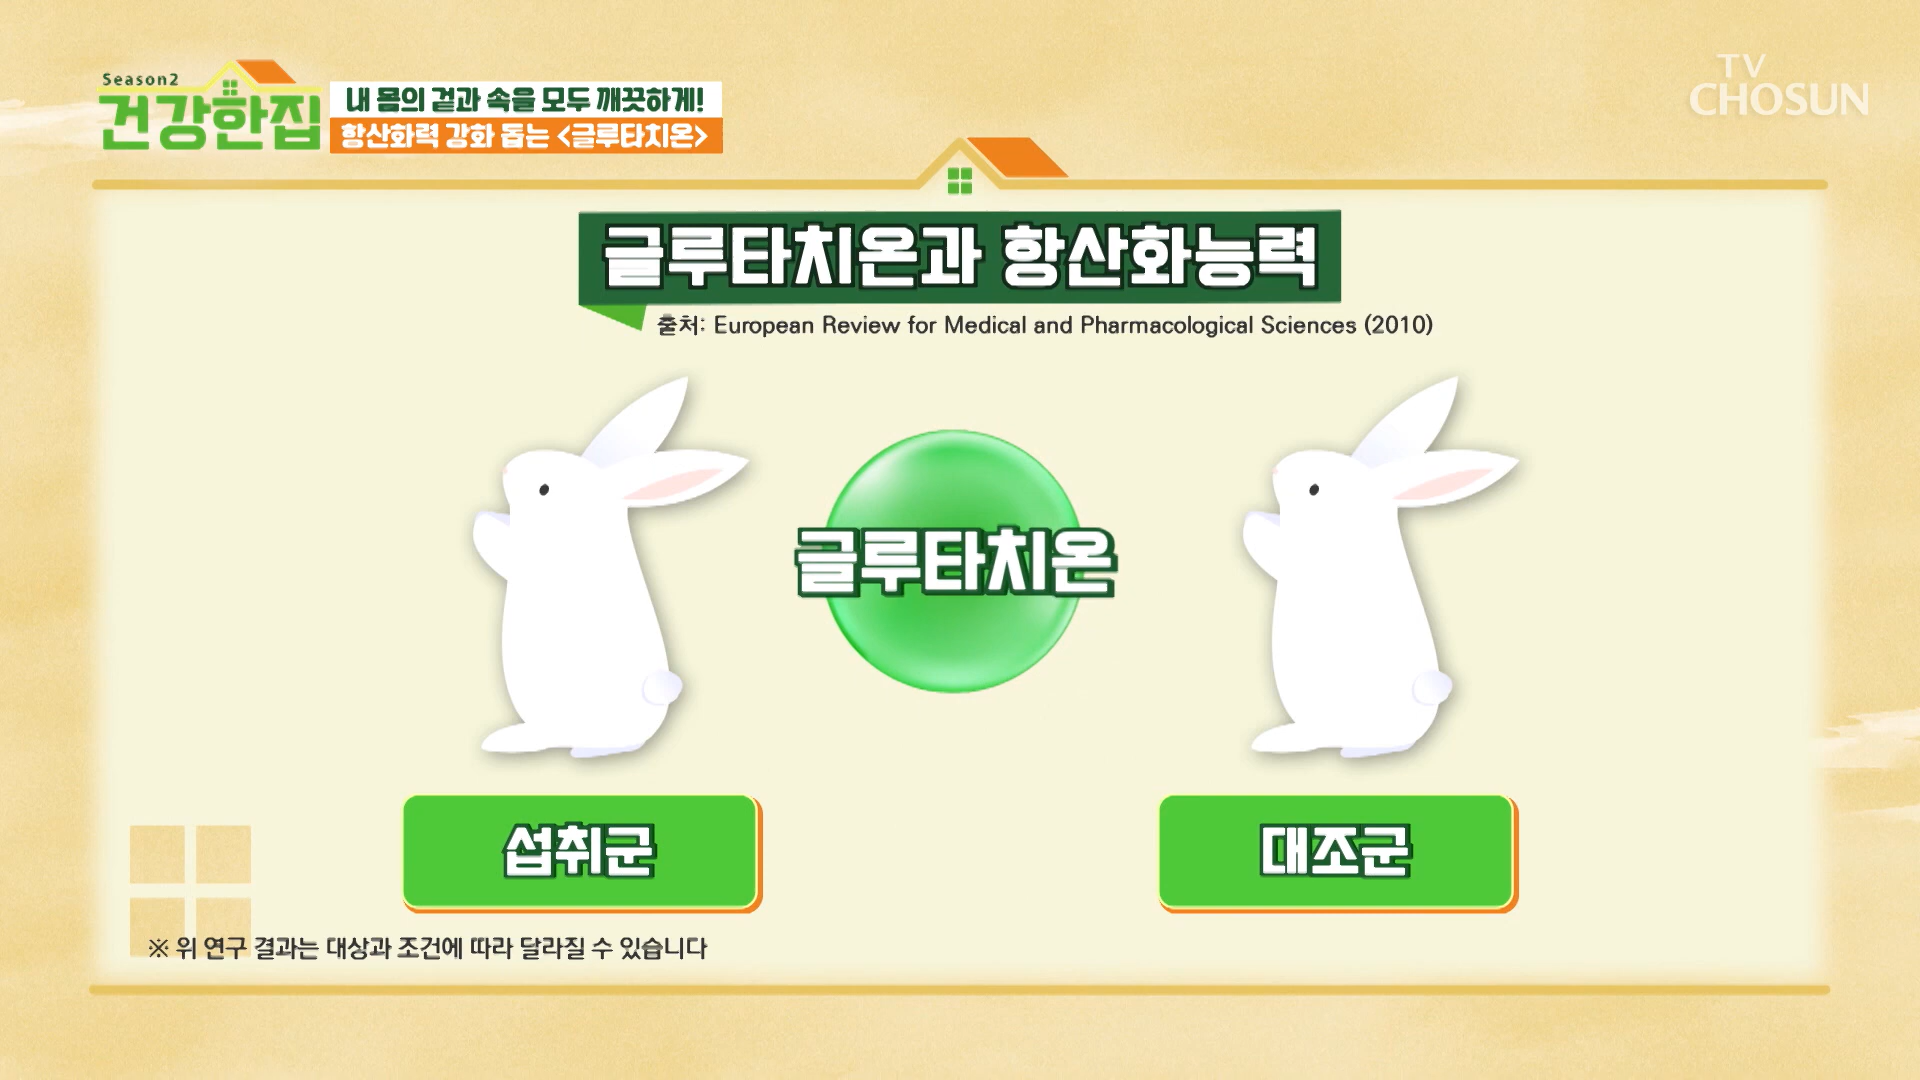 Season2
건강한집
내 몸의 겉과 속을 모두 깨끗하게!
항산화력 강화 돕는 <글루타치온>
TV
CHOSUN
글루타치온과 항산화능력
출처: European Review for Medical and Pharmacological Sciences (2010)
글루타치온
섭취군
대조군
※ 위 연구 결과는 대상과 조건에 따라 달라질 수 있습니다